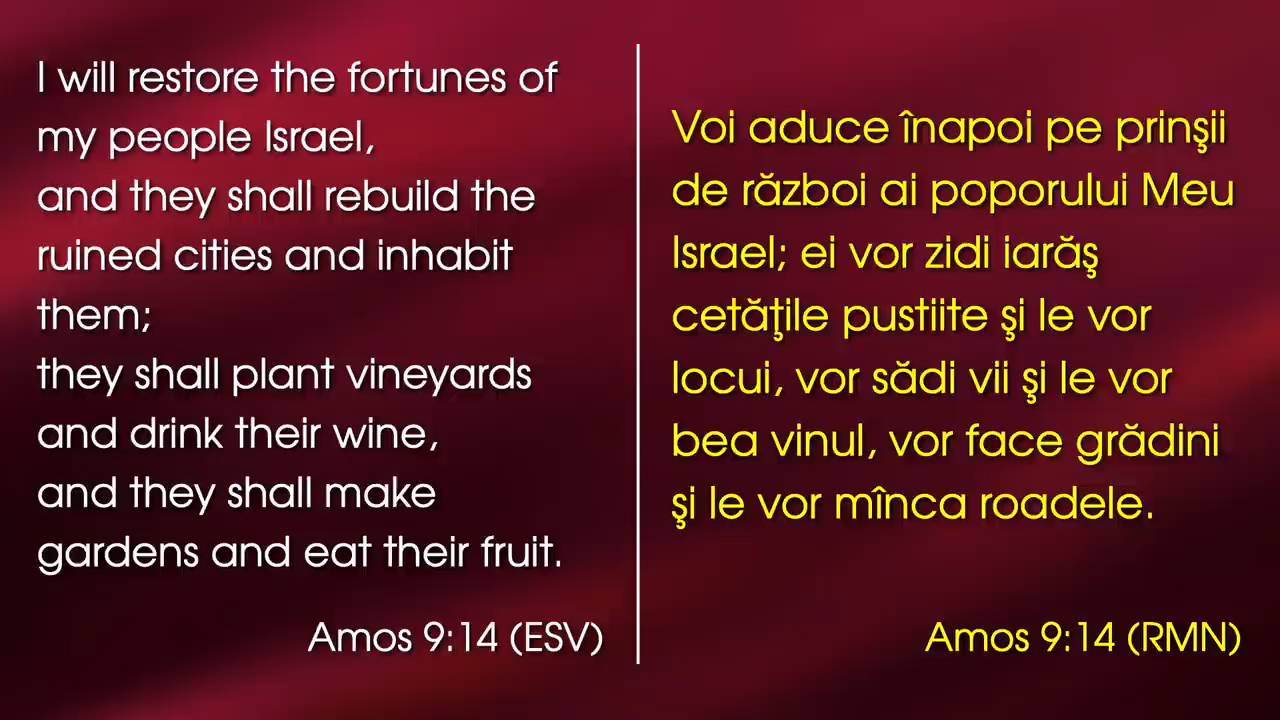 I will restore the fortunes of
my people Israel,
and they shall rebuild the
ruined cities and inhabit
them;
they shall plant vineyards
and drink their wine,
and they shall make
gardens and eat their fruit.
Amos 9:14 (ESV)
Voi aduce înapoi pe prinşii
de război ai poporului Meu
Israel; ei vor zidi iarăş
cetăţile pustiite şi le vor
locui, vor sădi vii şi le vor
bea vinul, vor face grădini
şi le vor mînca roadele.
Amos 9:14 (RMN)